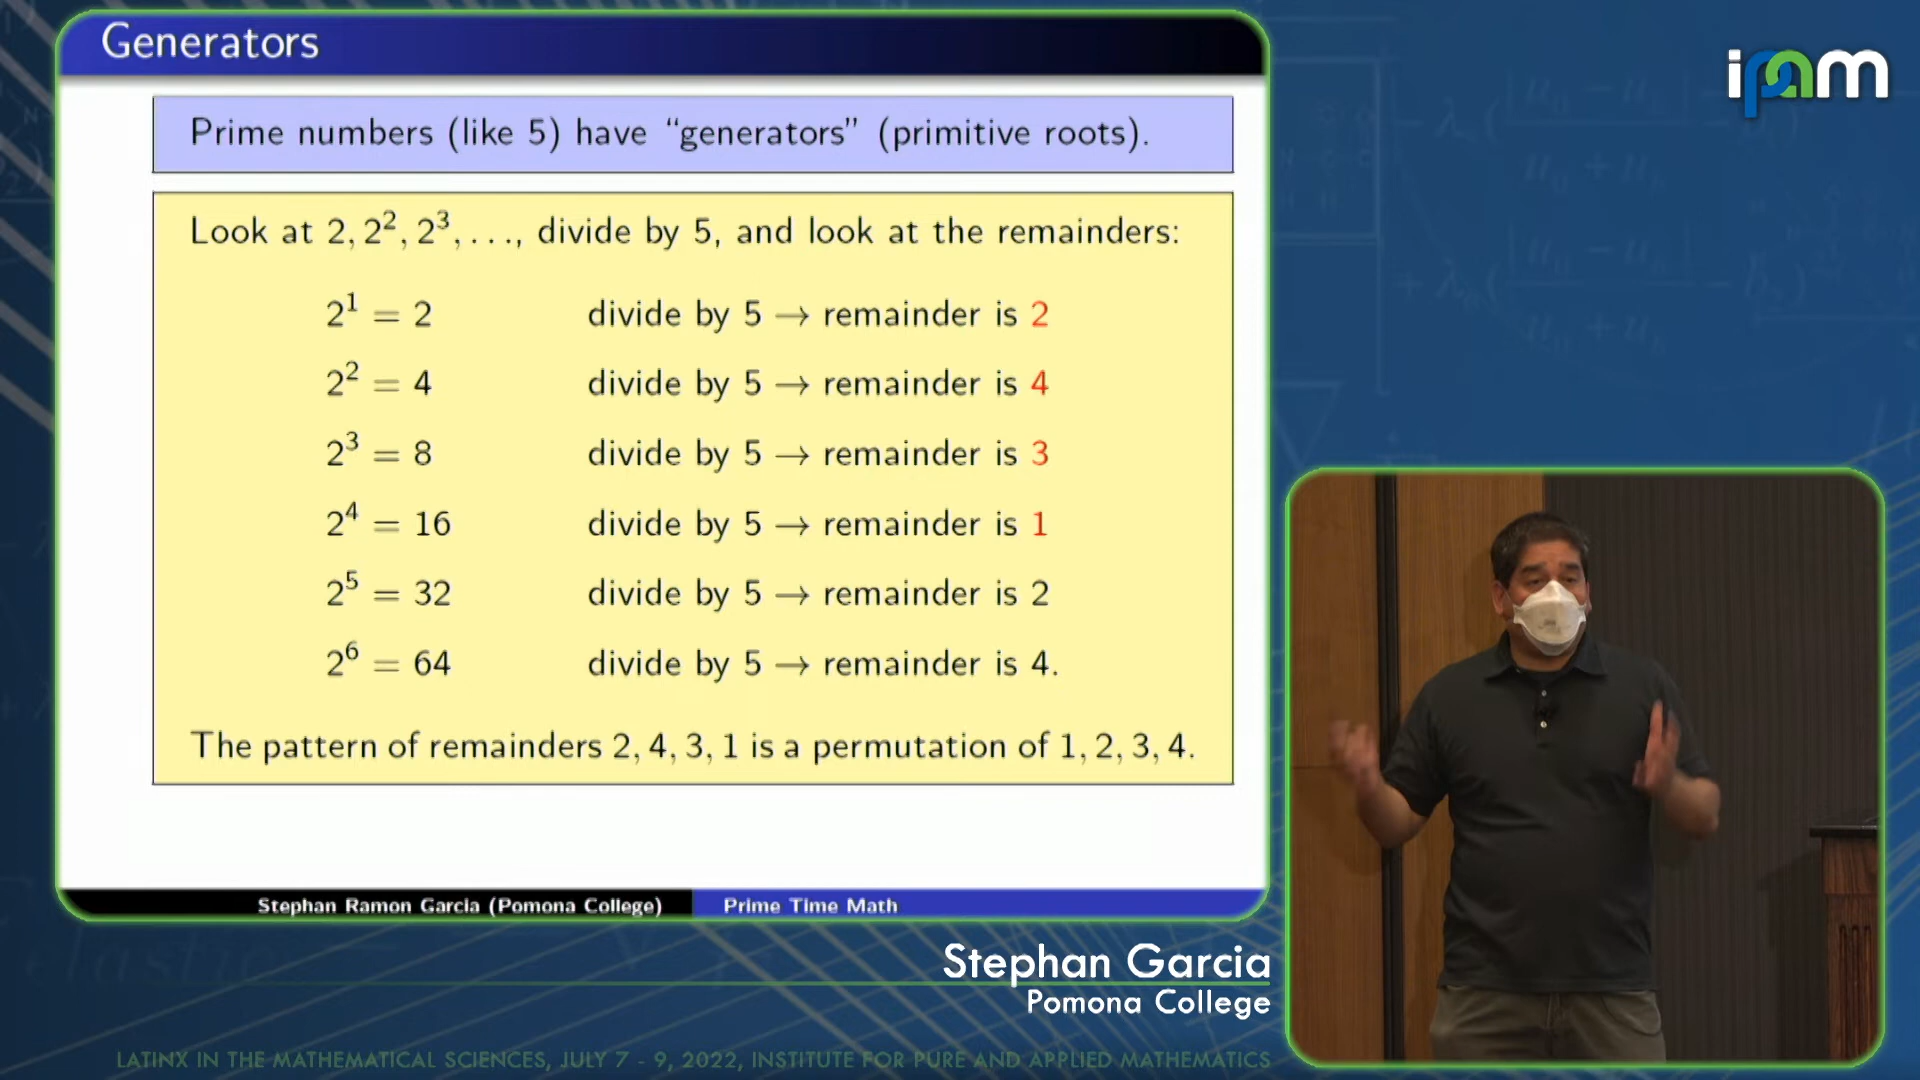 Generators
ipam
Prime numbers (like 5) have “generators” (primitive roots).
Look at 2, 2², 2³, . . ., divide by 5, and look at the remainders:
2¹ = 2 divide by 5 → remainder is 2
2² = 4 divide by 5 → remainder is 4
2³ = 8 divide by 5 → remainder is 3
2⁴ = 16 divide by 5 → remainder is 1
2⁵ = 32 divide by 5 → remainder is 2
2⁶ = 64 divide by 5 → remainder is 4.
The pattern of remainders 2, 4, 3, 1 is a permutation of 1, 2, 3, 4.
Stephan Ramon Garcia (Pomona College) Prime Time Math
Stephan Garcia
Pomona College
LATINX IN THE MATHEMATICAL SCIENCES, JULY 7 - 9, 2022, INSTITUTE FOR PURE AND APPLIED MATHEMATICS